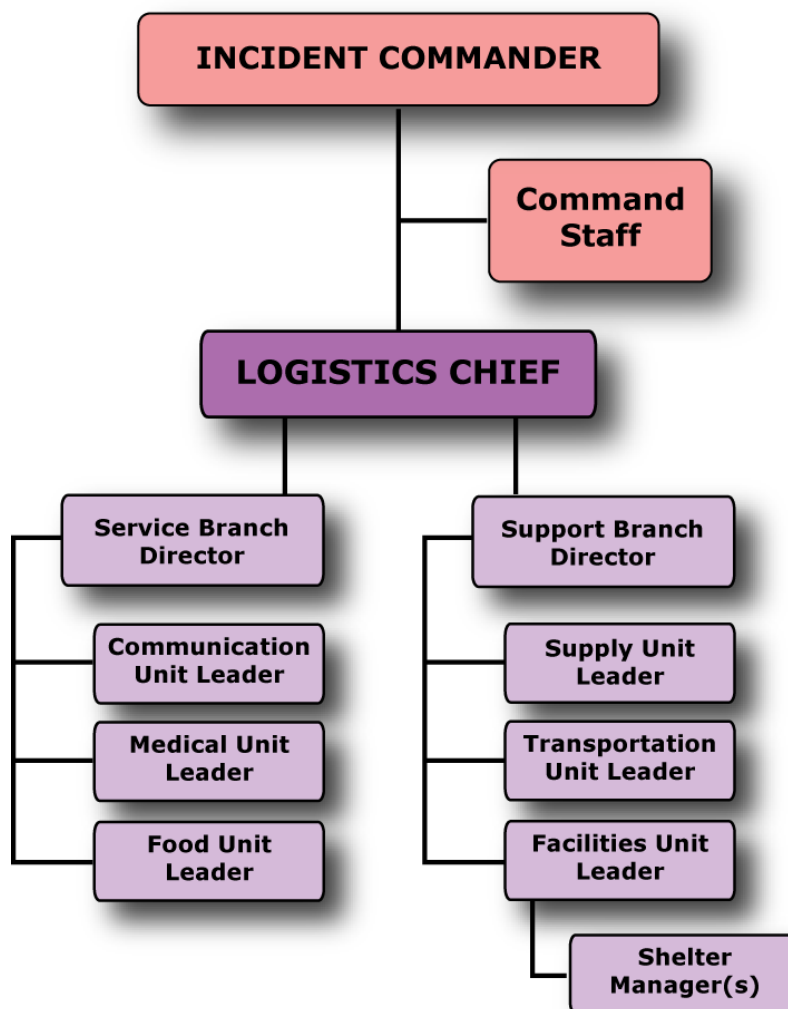 INCIDENT COMMANDER
Command
Staff
LOGISTICS CHIEF
Service Branch
Director
Communication
Unit Leader
Medical Unit
Leader
Food Unit
Leader
Support Branch
Director
Supply Unit
Leader
Transportation
Unit Leader
Facilities Unit
Leader
Shelter
Manager(s)